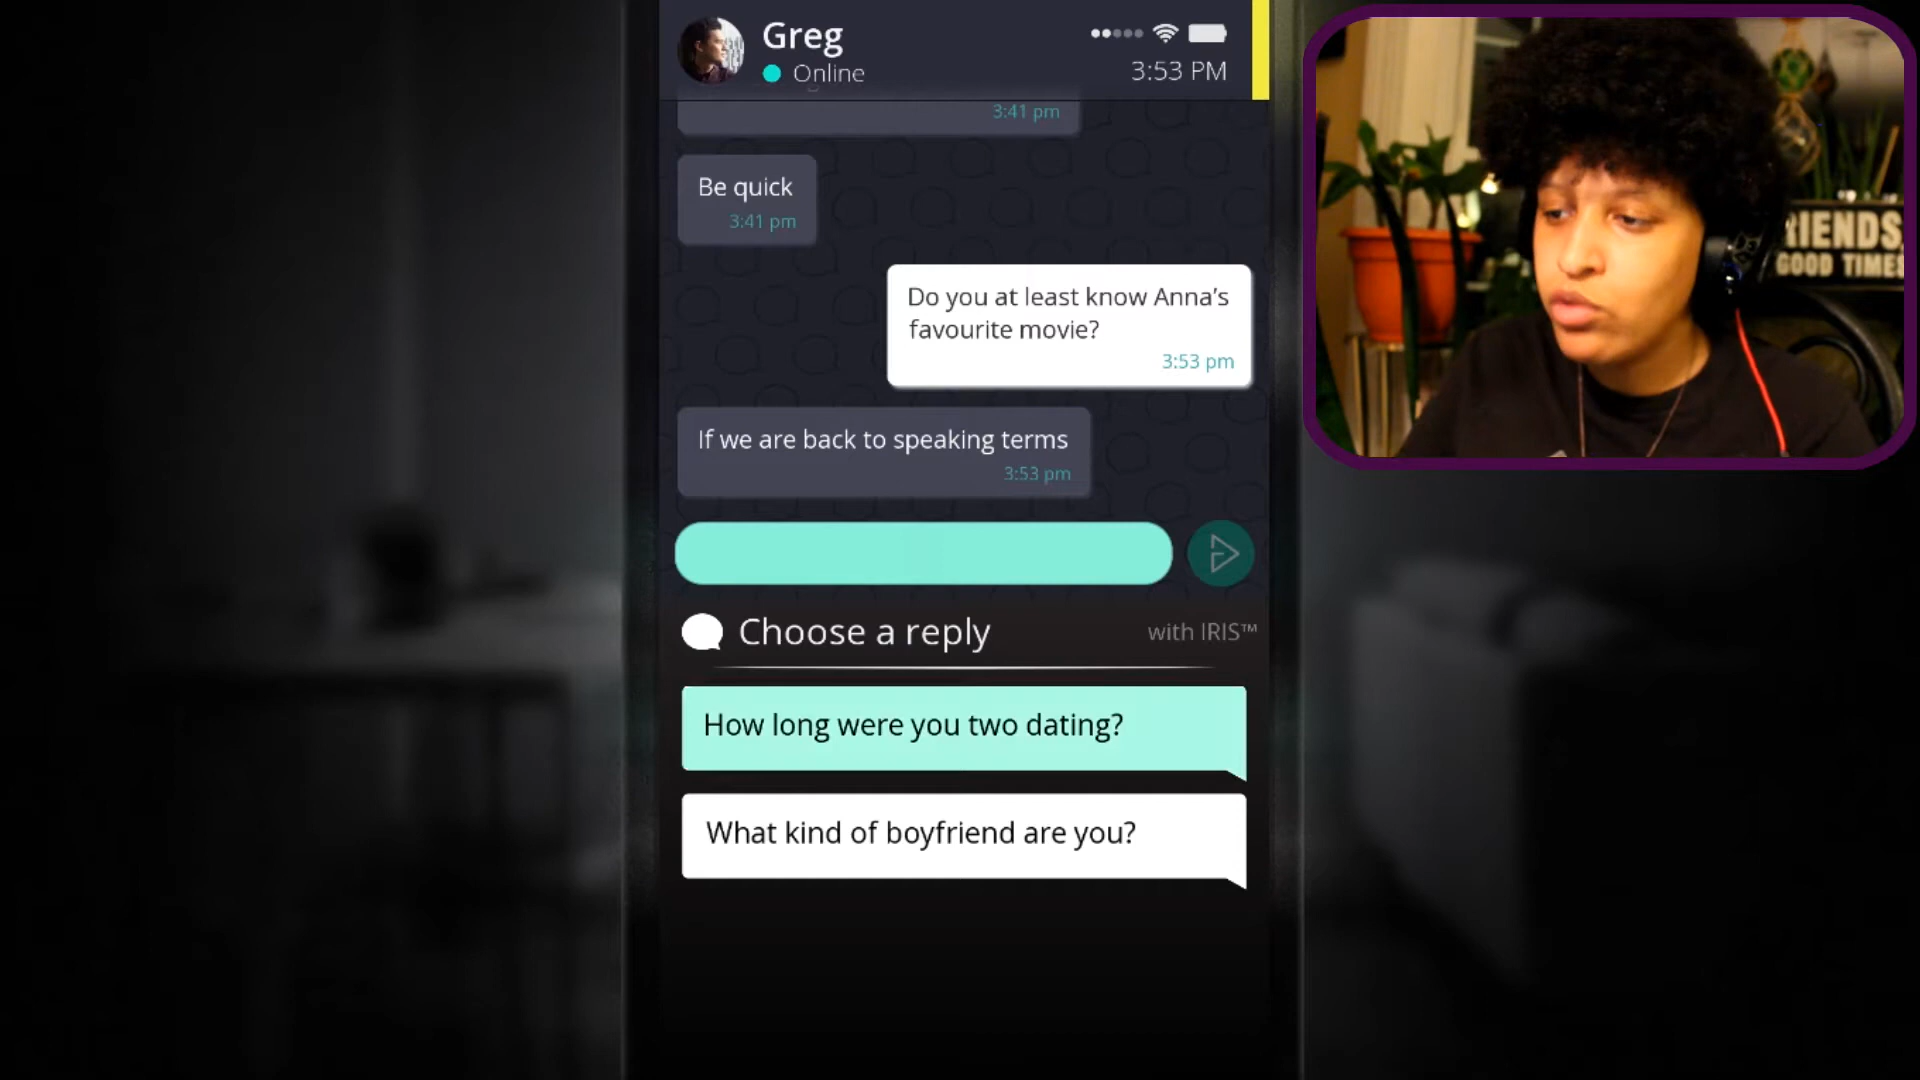 Greg
Online
3:53 PM
3:41 pm
Be quick
3:41 pm
Do you at least know Anna’s
favourite movie?
3:53 pm
If we are back to speaking terms
3:53 pm
Choose a reply
with IRIS™
How long were you two dating?
What kind of boyfriend are you?
RIENDS
GOOD TIMES